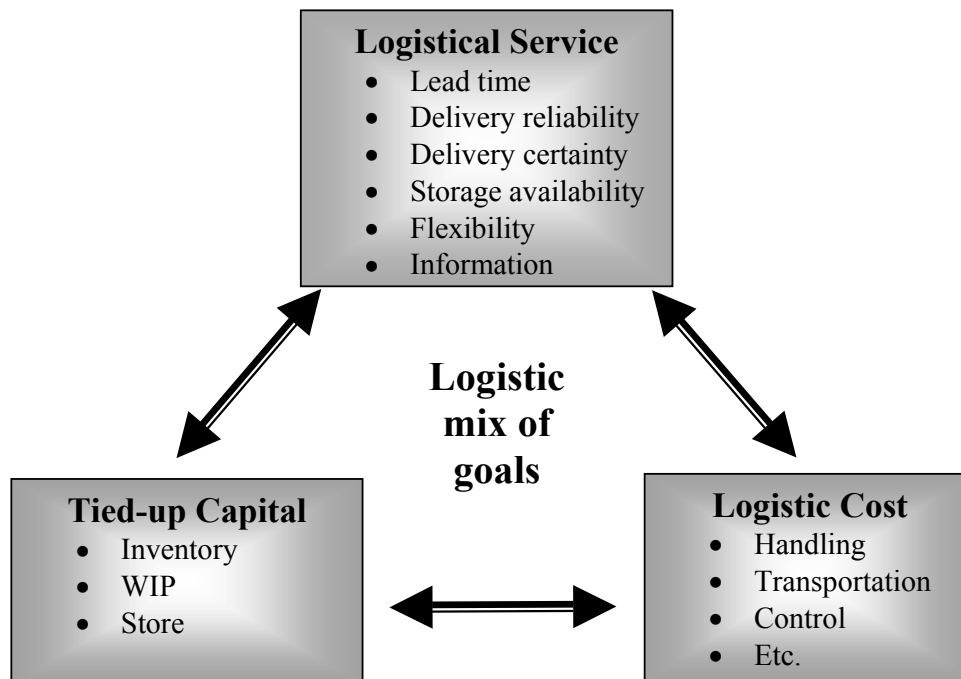 Logistical Service
• Lead time
• Delivery reliability
• Delivery certainty
• Storage availability
• Flexibility
• Information
Logistic
mix of
goals
Tied-up Capital
• Inventory
• WIP
• Store
Logistic Cost
• Handling
• Transportation
• Control
• Etc.